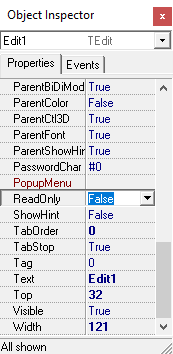 Object Inspector
Edit1 TEdit
Properties Events
ParentBiDiMod True
ParentColor False
ParentCtl3D True
ParentFont True
ParentShowHin True
PasswordChar #0
PopupMenu
ReadOnly False
ShowHint False
TabOrder 0
TabStop True
Tag 0
Text Edit1
Top 32
Visible True
Width 121
All shown